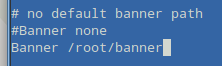 # no default banner path
#Banner none
Banner /root/banner